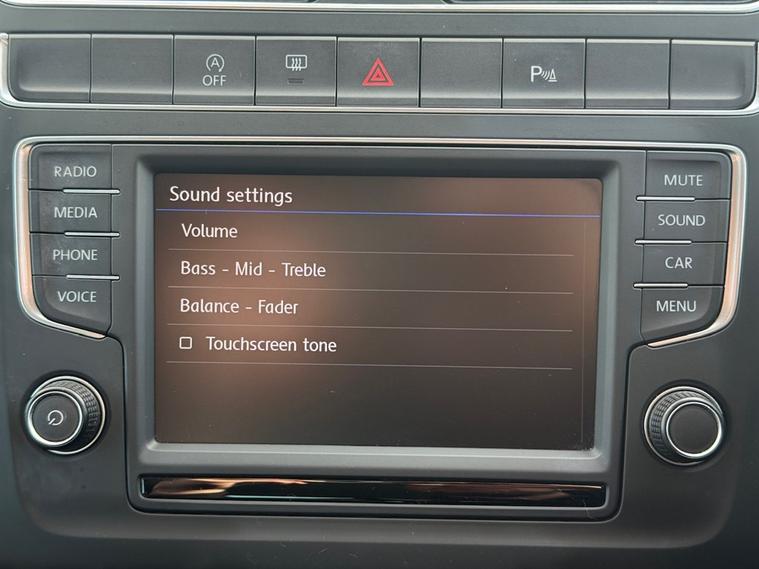 A
OFF
P
RADIO
MEDIA
PHONE
VOICE
Sound settings
Volume
Bass - Mid - Treble
Balance - Fader
Touchscreen tone
MUTE
SOUND
CAR
MENU